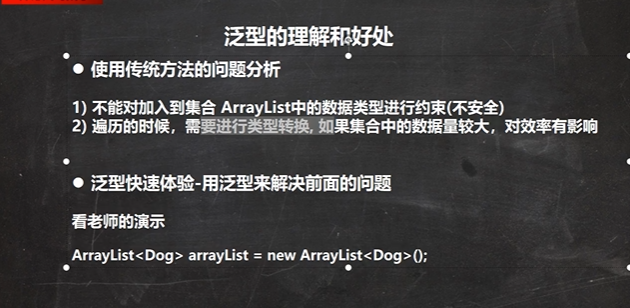 泛型的理解和好处
● 使用传统方法的问题分析
1) 不能对加入到集合 ArrayList中的数据类型进行约束(不安全)
2) 遍历的时候，需要进行类型转换, 如果集合中的数据量较大，对效率有影响
● 泛型快速体验-用泛型来解决前面的问题
看老师的演示
ArrayList<Dog> arrayList = new ArrayList<Dog>();